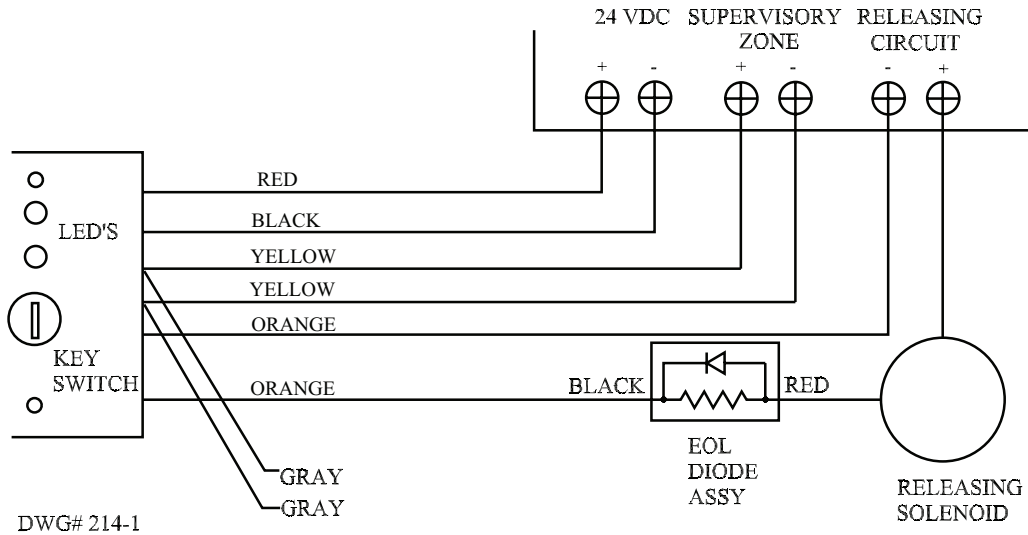 24 VDC SUPERVISORY ZONE RELEASING CIRCUIT
+ - + - - +
RED
BLACK
LED'S
YELLOW
YELLOW
ORANGE
KEY
SWITCH
ORANGE
BLACK
RED
EOL
DIODE
ASSY
GRAY
GRAY
RELEASING
SOLENOID
DWG# 214-1